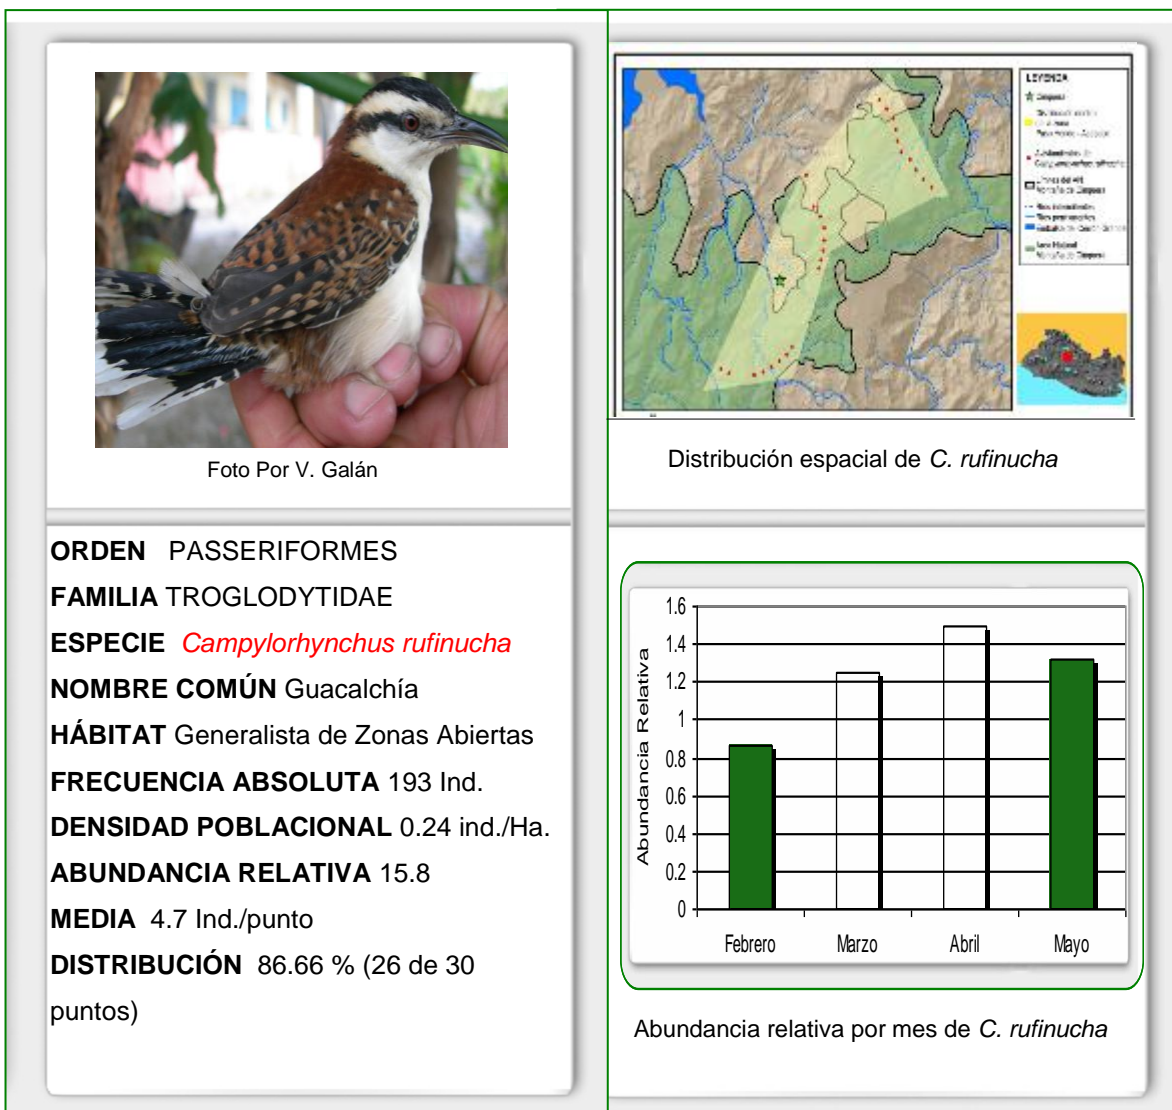 Foto Por V. Galán
ORDEN PASSERIFORMES
FAMILIA TROGLODYTIDAE
ESPECIE Campylorhynchus rufinucha
NOMBRE COMÚN Guacalchía
HÁBITAT Generalista de Zonas Abiertas
FRECUENCIA ABSOLUTA 193 Ind.
DENSIDAD POBLACIONAL 0.24 ind./Ha.
ABUNDANCIA RELATIVA 15.8
MEDIA 4.7 Ind./punto
DISTRIBUCIÓN 86.66 % (26 de 30
puntos)
LEYENDA
Distribución espacial de C. rufinucha
Abundancia Relativa
1.6
1.4
1.2
1
0.8
0.6
0.4
0.2
0
Febrero Marzo Abril Mayo
Abundancia relativa por mes de C. rufinucha